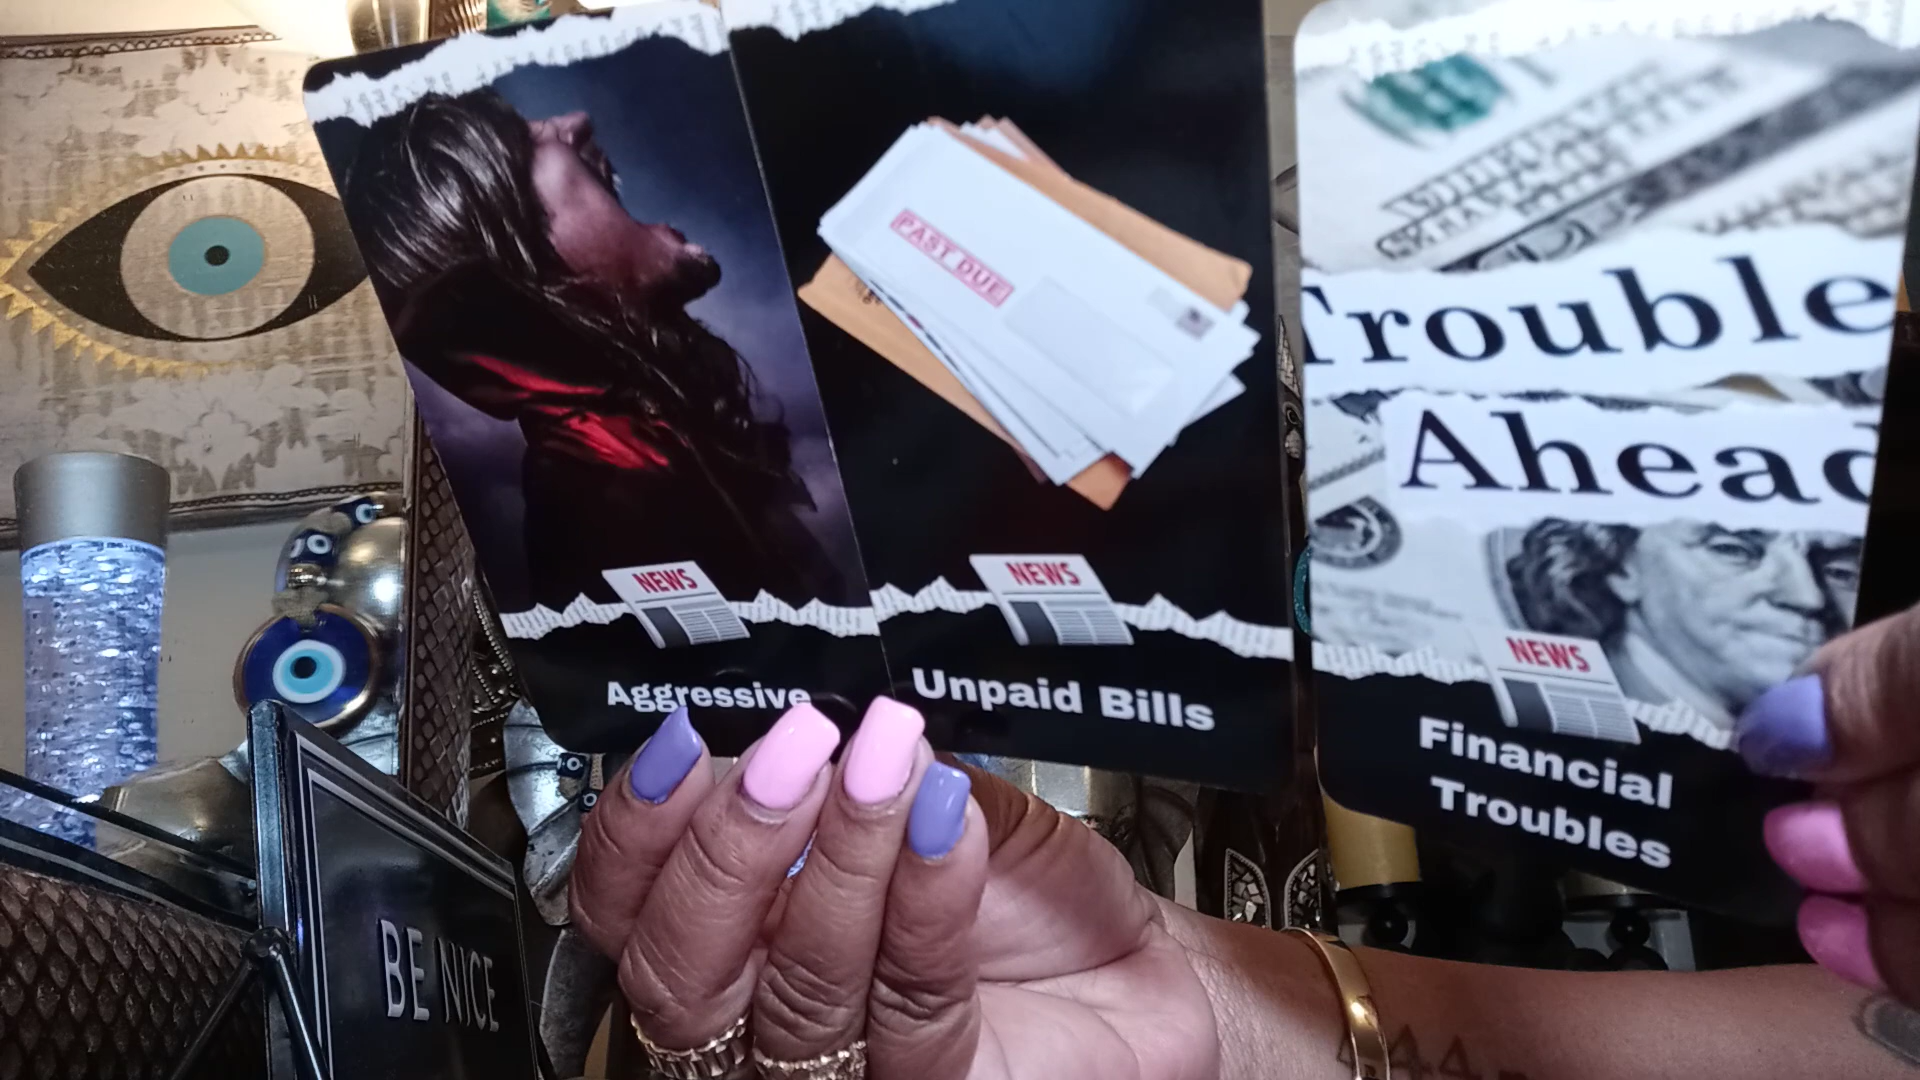 PAST DUE
Trouble
Ahead
NEWS
NEWS
NEWS
Aggressive
Unpaid Bills
Financial
Troubles
BE NICE